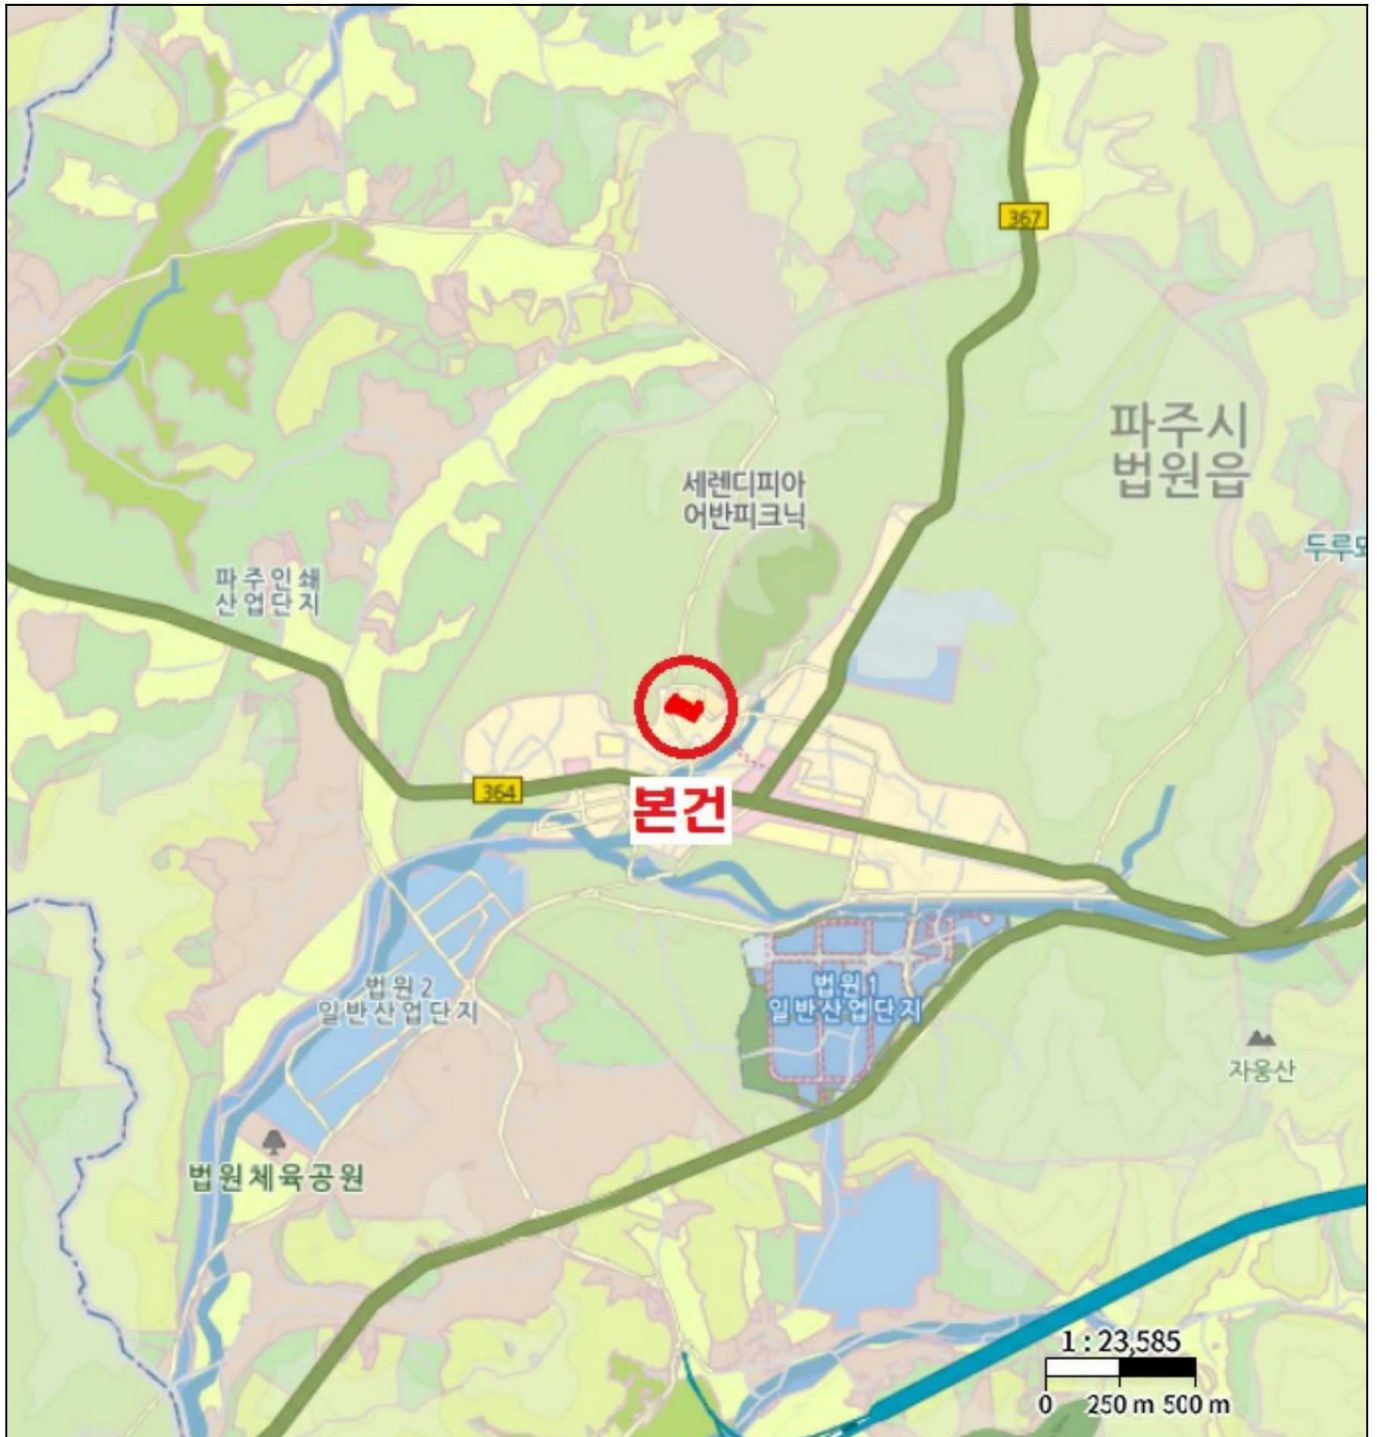 367
파주시
법원읍
세렌디피아
어반피크닉
두루뫼
파주인쇄
산업단지
364
본건
법원2
일반산업단지
법원1
일반산업단지
자웅산
법원체육공원
1 : 23,585
0 250 m 500 m